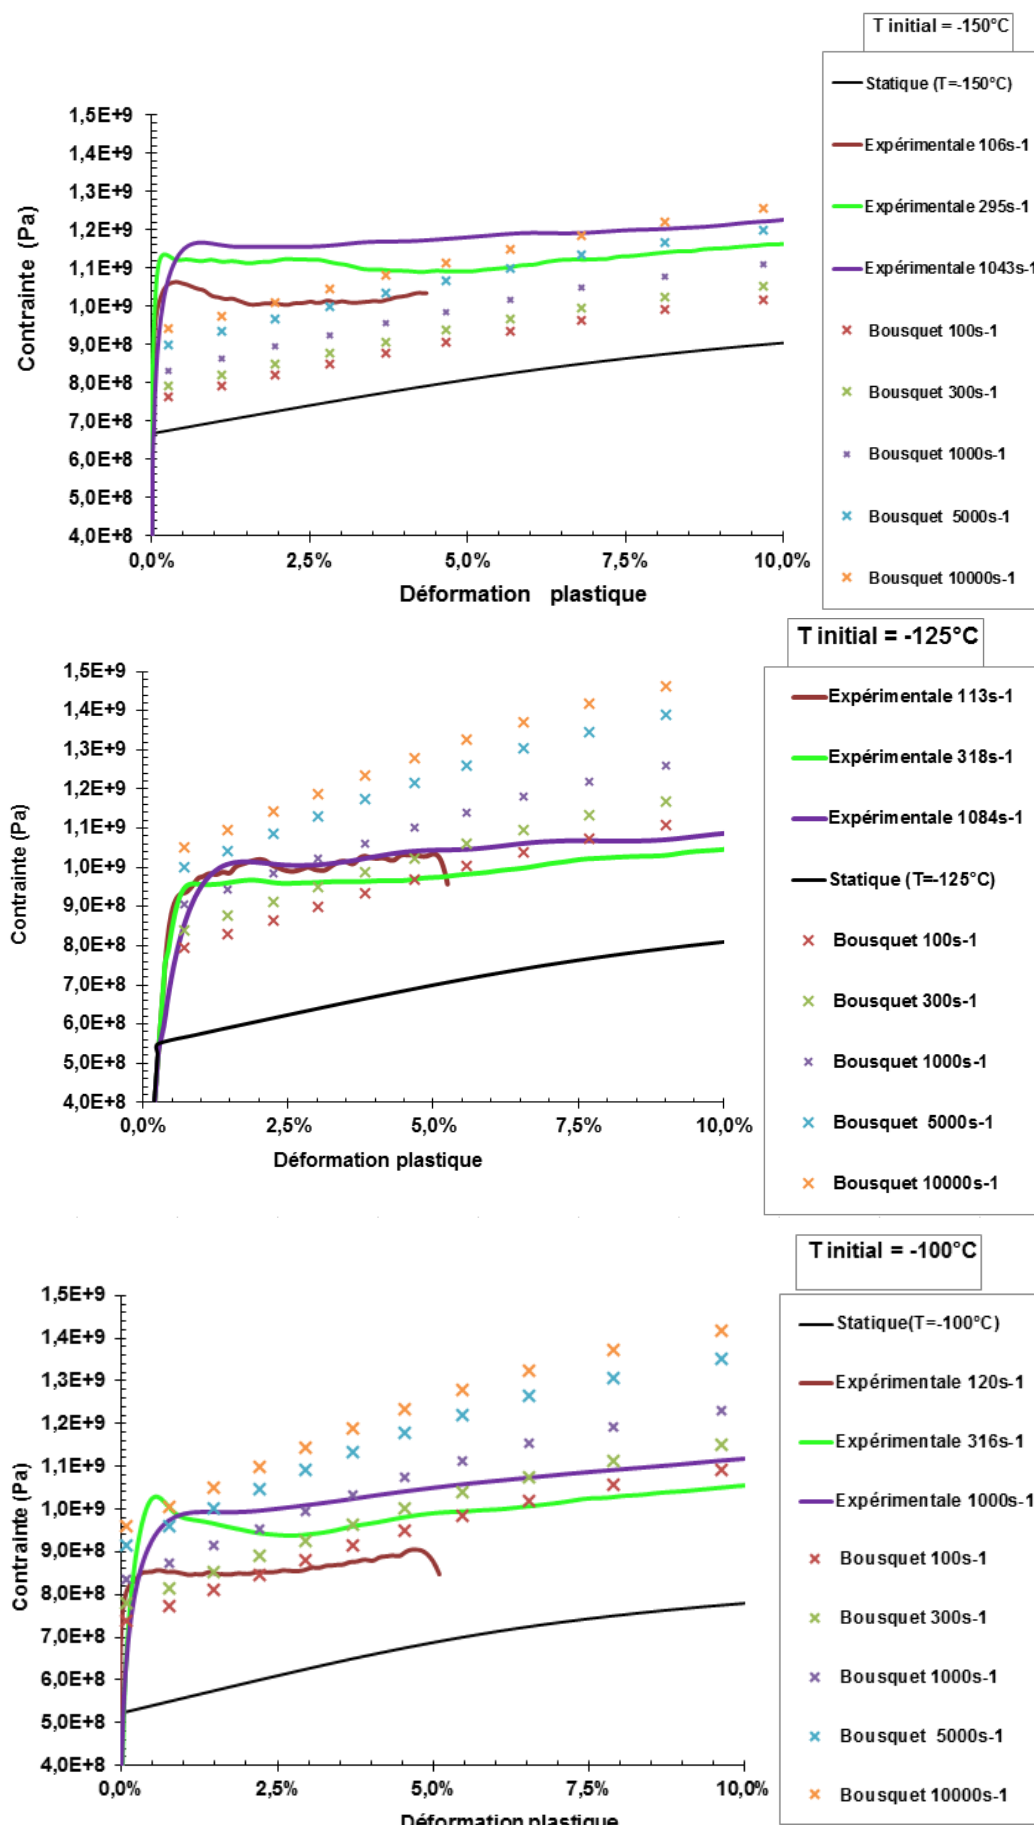 T initial = -150°C
Statique (T=-150°C)
Expérimentale 106s-1
Expérimentale 295s-1
Expérimentale 1043s-1
Bousquet 100s-1
Bousquet 300s-1
Bousquet 1000s-1
Bousquet 5000s-1
Bousquet 10000s-1
Contrainte (Pa)
1,5E+9
1,4E+9
1,3E+9
1,2E+9
1,1E+9
1,0E+9
9,0E+8
8,0E+8
7,0E+8
6,0E+8
5,0E+8
4,0E+8
0,0%
2,5%
5,0%
7,5%
10,0%
Déformation plastique
T initial = -125°C
Expérimentale 113s-1
Expérimentale 318s-1
Expérimentale 1084s-1
Statique (T=-125°C)
Bousquet 100s-1
Bousquet 300s-1
Bousquet 1000s-1
Bousquet 5000s-1
Bousquet 10000s-1
Contrainte (Pa)
1,5E+9
1,4E+9
1,3E+9
1,2E+9
1,1E+9
1,0E+9
9,0E+8
8,0E+8
7,0E+8
6,0E+8
5,0E+8
4,0E+8
0,0%
2,5%
5,0%
7,5%
10,0%
Déformation plastique
T initial = -100°C
Statique(T=-100°C)
Expérimentale 120s-1
Expérimentale 316s-1
Expérimentale 1000s-1
Bousquet 100s-1
Bousquet 300s-1
Bousquet 1000s-1
Bousquet 5000s-1
Bousquet 10000s-1
Contrainte (Pa)
1,5E+9
1,4E+9
1,3E+9
1,2E+9
1,1E+9
1,0E+9
9,0E+8
8,0E+8
7,0E+8
6,0E+8
5,0E+8
4,0E+8
0,0%
2,5%
5,0%
7,5%
10,0%
Déformation plastique